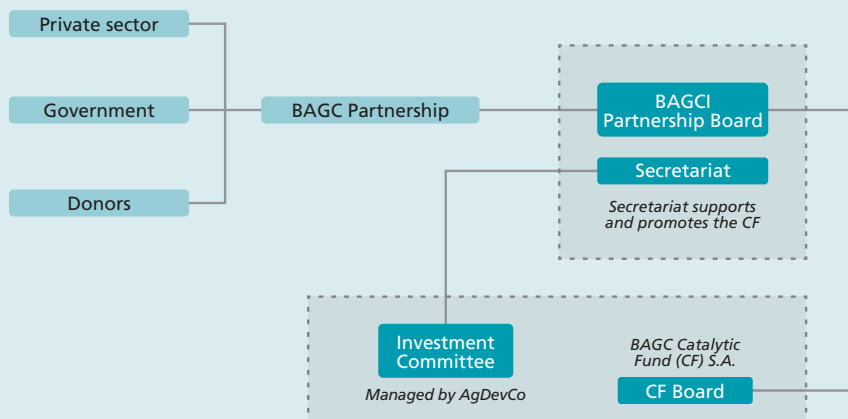 Private sector
Government
Donors
BAGC Partnership
BAGCI
Partnership Board
Secretariat
Secretariat supports
and promotes the CF
Investment
Committee
Managed by AgDevCo
BAGC Catalytic
Fund (CF) S.A.
CF Board